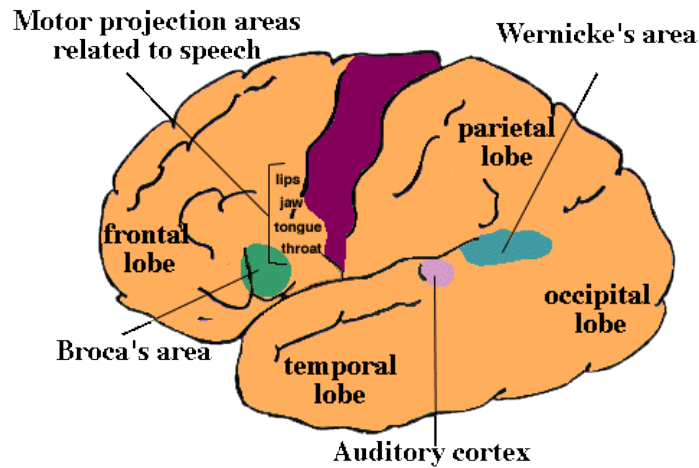 Motor projection areas
related to speech
Wernicke's area
parietal
lobe
lips
jaw
tongue
throat
frontal
lobe
occipital
lobe
Broca's area
temporal
lobe
Auditory cortex